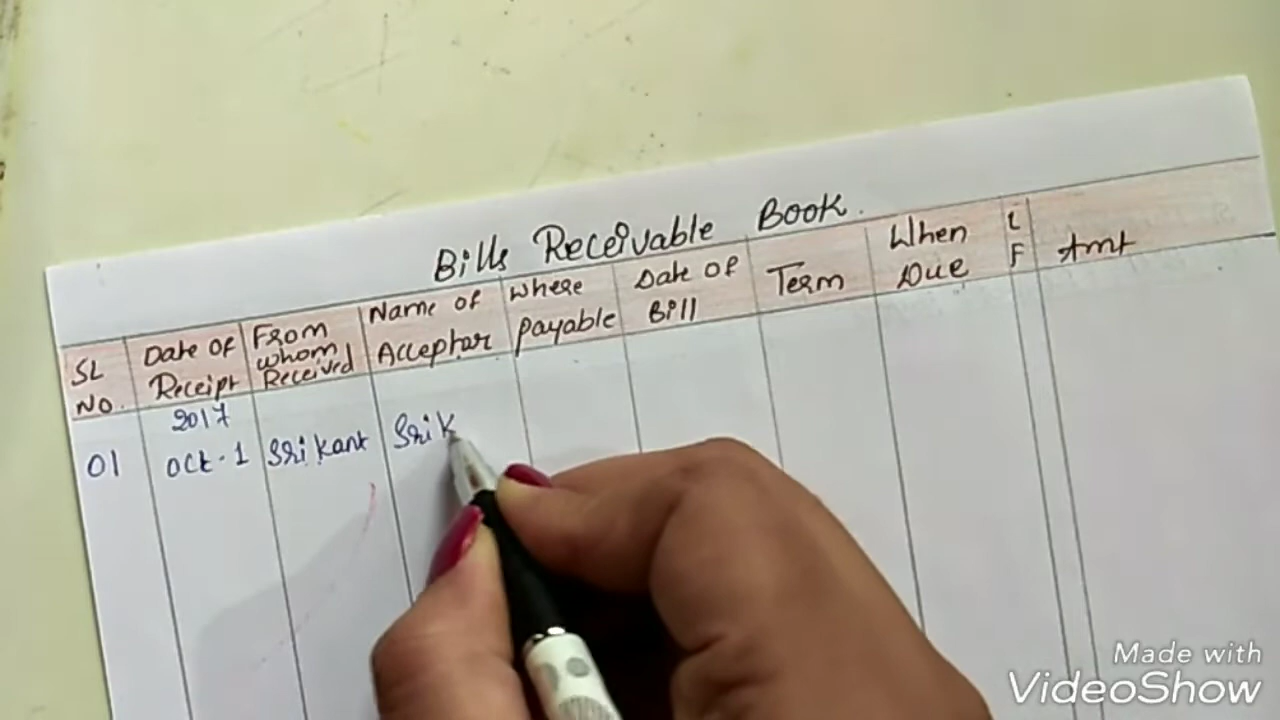 Bills Receivable Book.
SL No.
Date of Receipt
From whom Received
Name of Acceptor
Where payable
Date of Bill
Term
When Due
L F
Amt
2017
01 Oct. 1 Srikant Srik
Made with
VideoShow